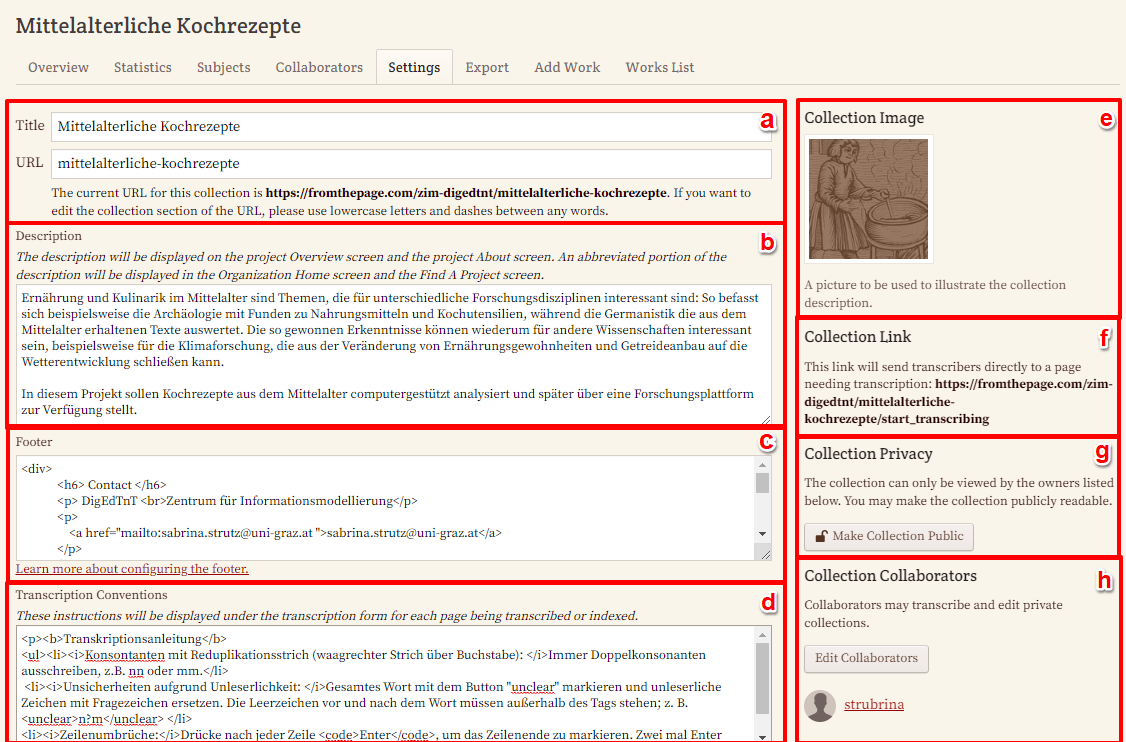 Mittelalterliche Kochrezepte
Overview Statistics Subjects Collaborators Settings Export Add Work Works List
a
Title Mittelalterliche Kochrezepte
URL mittelalterliche-kochrezepte
The current URL for this collection is https://fromthepage.com/zim-digedtnt/mittelalterliche-kochrezepte. If you want to
edit the collection section of the URL, please use lowercase letters and dashes between any words.
b
Description
The description will be displayed on the project Overview screen and the project About screen. An abbreviated portion of the
description will be displayed in the Organization Home screen and the Find A Project screen.
Ernährung und Kulinarik im Mittelalter sind Themen, die für unterschiedliche Forschungsdisziplinen interessant sind: So befasst
sich beispielsweise die Archäologie mit Funden zu Nahrungsmitteln und Kochutensilien, während die Germanistik die aus dem
Mittelalter erhaltenen Texte auswertet. Die so gewonnen Erkenntnisse können wiederum für andere Wissenschaften interessant
sein, beispielsweise für die Klimaforschung, die aus der Veränderung von Ernährungsgewohnheiten und Getreideanbau auf die
Wetterentwicklung schließen kann.
In diesem Projekt sollen Kochrezepte aus dem Mittelalter computergestützt analysiert und später über eine Forschungsplattform
zur Verfügung stellt.
c
Footer
<div>
<h6> Contact </h6>
<p> DigEdTnT <br>Zentrum für Informationsmodellierung</p>
<p>
<a href="mailto:sabrina.strutz@uni-graz.at ">sabrina.strutz@uni-graz.at</a>
</p>
Learn more about configuring the footer.
d
Transcription Conventions
These instructions will be displayed under the transcription form for each page being transcribed or indexed.
<p><b>Transkriptionsanleitung</b>
<ul><li><i>Konsontanten mit Reduplikationsstrich (waagrechter Strich über Buchstabe): </i>Immer Doppelkonsonanten
ausschreiben, z.B. nn oder mm.</li>
<li><i>Unsicherheiten aufgrund Unleserlichkeit: </i>Gesamtes Wort mit dem Button "unclear" markieren und unleserliche
Zeichen mit Fragezeichen ersetzen. Die Leerzeichen vor und nach dem Wort müssen außerhalb des Tags stehen; z. B.
<unclear>n?m</unclear> </li>
<li><i>Zeilenumbrüche:</i>Drücke nach jeder Zeile <code>Enter</code>, um das Zeilenende zu markieren. Zwei mal Enter
e
Collection Image
A picture to be used to illustrate the collection
description.
f
Collection Link
This link will send transcribers directly to a page
needing transcription: https://fromthepage.com/zim-
digedtnt/mittelalterliche-
kochrezepte/start_transcribing
g
Collection Privacy
The collection can only be viewed by the owners listed
below. You may make the collection publicly readable.
Make Collection Public
h
Collection Collaborators
Collaborators may transcribe and edit private
collections.
Edit Collaborators
strubrina